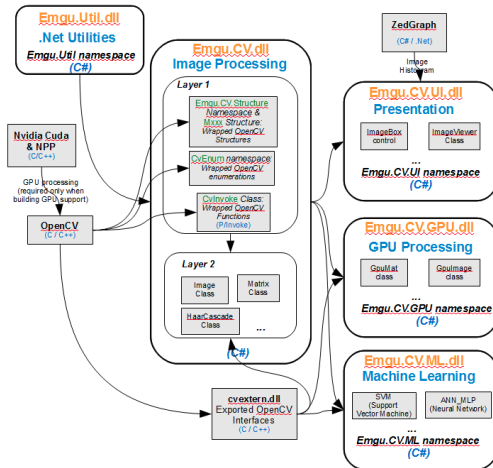 Emgu.Util.dll
.Net Utilities
Emgu.Util namespace
(C#)
Nvidia Cuda
& NPP
(C/C++)
GPU processing
(required only when
building GPU support)
OpenCV
(C / C++)
Emgu.CV.dll
Image Processing
Layer 1
Emgu.CV.Structure
Namespace &
Mxxx Structure:
Wrapped OpenCV
Structures
CvEnum namespace:
Wrapped OpenCV
enumerations
CvInvoke Class:
Wrapped OpenCV
Functions
(P/Invoke)
Layer 2
Image
Class
Matrix
Class
HaarCascade
Class
...
(C#)
cvextern.dll
Exported OpenCV
Interfaces
(C / C++)
ZedGraph
(C# / .Net)
Image
Histogram
Emgu.CV.UI.dll
Presentation
ImageBox
control
ImageViewer
Class
...
Emgu.CV.UI namespace
(C#)
Emgu.CV.GPU.dll
GPU Processing
GpuMat
class
GpuImage
class
...
Emgu.CV.GPU namespace
(C#)
Emgu.CV.ML.dll
Machine Learning
SVM
(Support
Vector Machine)
ANN_MLP
(Neural Network)
...
Emgu.CV.ML namespace
(C#)